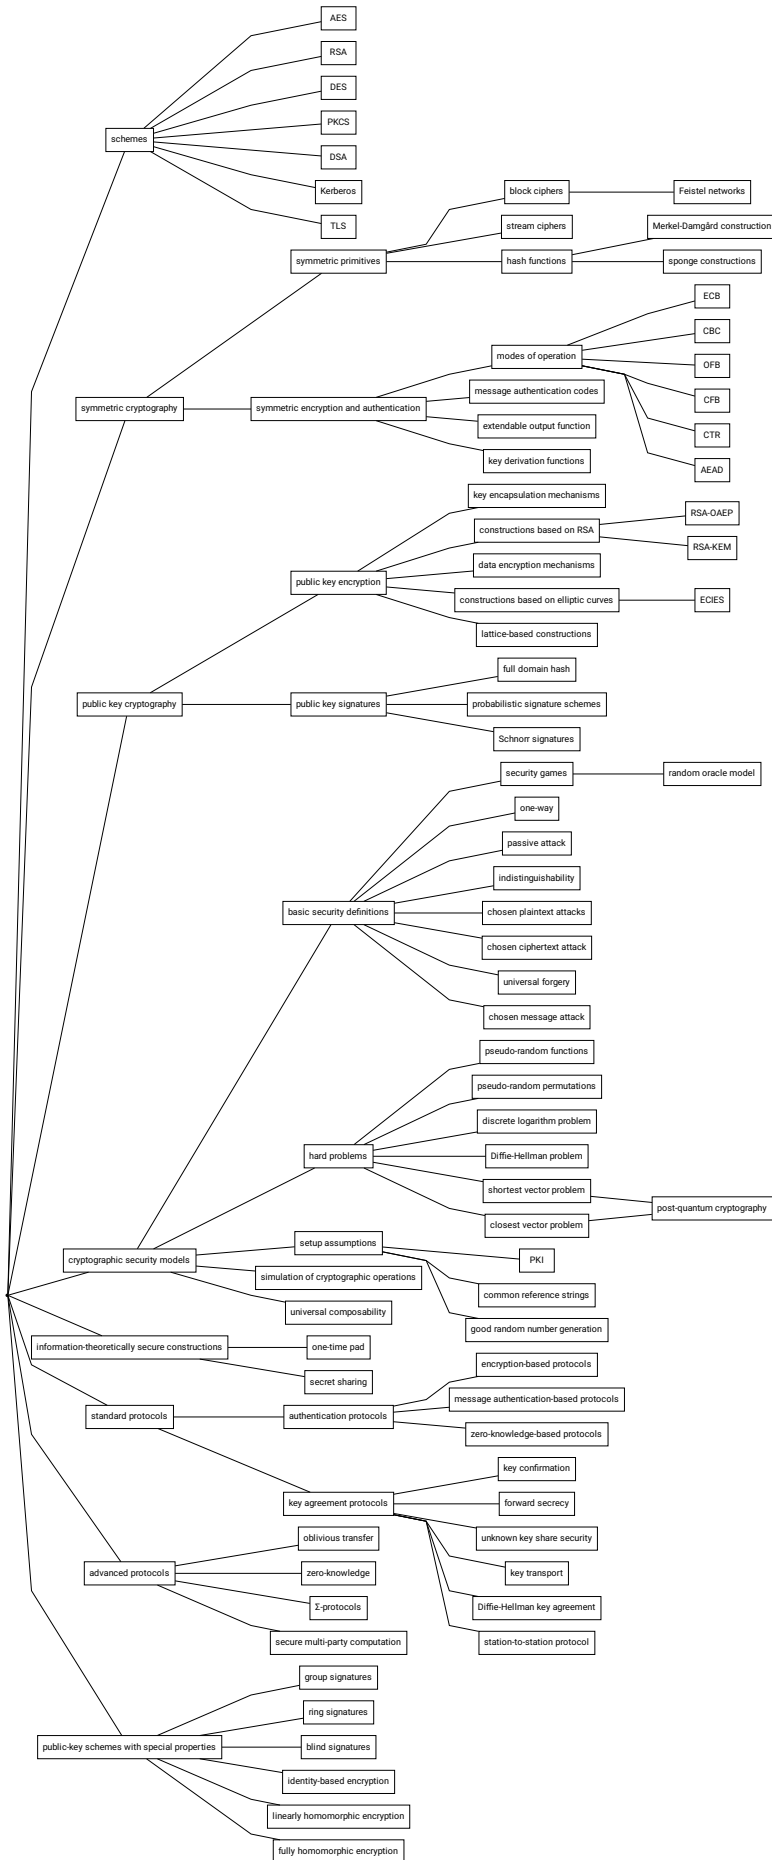 AES
RSA
DES
PKCS
schemes
DSA
Kerberos
TLS
block ciphers
Feistel networks
stream ciphers
Merkel-Damgård construction
symmetric primitives
hash functions
sponge constructions
ECB
CBC
modes of operation
OFB
message authentication codes
CFB
symmetric cryptography
symmetric encryption and authentication
extendable output function
CTR
key derivation functions
AEAD
key encapsulation mechanisms
RSA-OAEP
constructions based on RSA
RSA-KEM
data encryption mechanisms
public key encryption
constructions based on elliptic curves
ECIES
lattice-based constructions
full domain hash
public key cryptography
public key signatures
probabilistic signature schemes
Schnorr signatures
security games
random oracle model
one-way
passive attack
indistinguishability
basic security definitions
chosen plaintext attacks
chosen ciphertext attack
universal forgery
chosen message attack
pseudo-random functions
pseudo-random permutations
discrete logarithm problem
hard problems
Diffie-Hellman problem
shortest vector problem
post-quantum cryptography
closest vector problem
setup assumptions
cryptographic security models
PKI
simulation of cryptographic operations
common reference strings
universal composability
good random number generation
information-theoretically secure constructions
one-time pad
encryption-based protocols
secret sharing
message authentication-based protocols
standard protocols
authentication protocols
zero-knowledge-based protocols
key confirmation
key agreement protocols
forward secrecy
oblivious transfer
unknown key share security
advanced protocols
zero-knowledge
key transport
Σ-protocols
Diffie-Hellman key agreement
secure multi-party computation
station-to-station protocol
group signatures
ring signatures
public-key schemes with special properties
blind signatures
identity-based encryption
linearly homomorphic encryption
fully homomorphic encryption